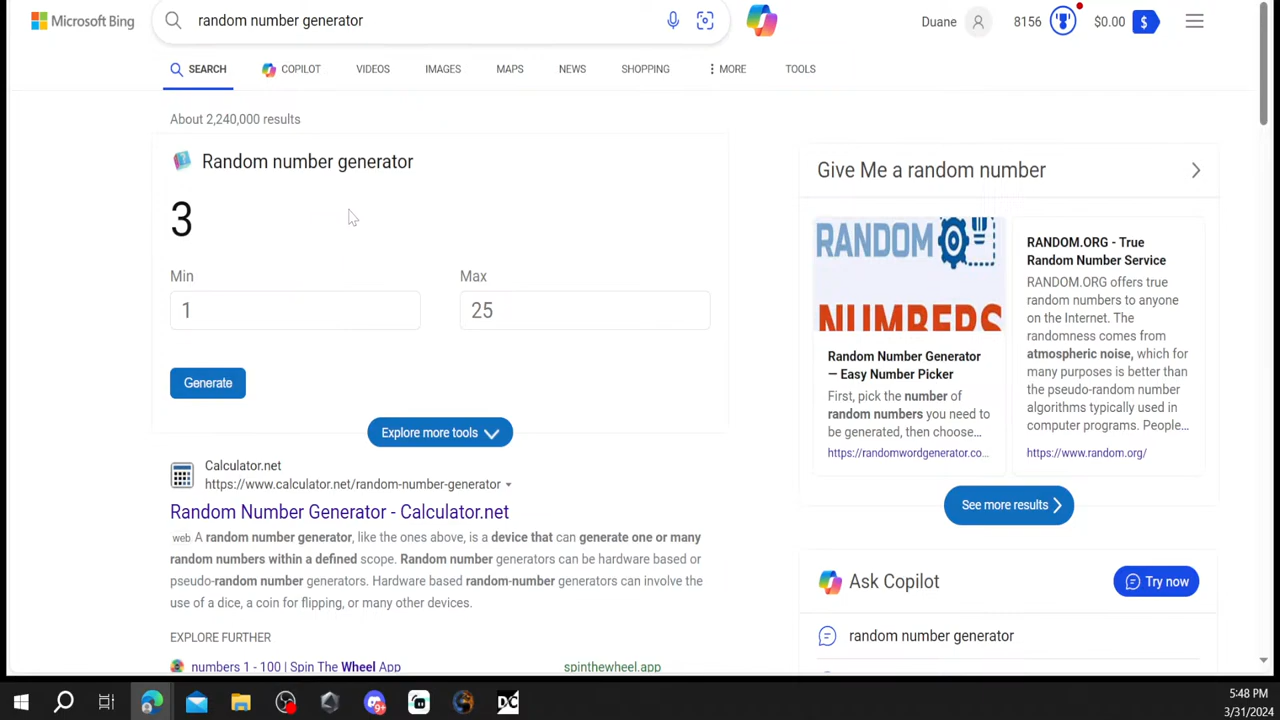 Microsoft Bing
random number generator
Duane
8156
$0.00
$
SEARCH
COPILOT
VIDEOS
IMAGES
MAPS
NEWS
SHOPPING
MORE
TOOLS
About 2,240,000 results
Random number generator
3
Min
Max
1
25
Generate
Explore more tools
Calculator.net
https://www.calculator.net/random-number-generator
Random Number Generator - Calculator.net
web A random number generator, like the ones above, is a device that can generate one or many
random numbers within a defined scope. Random number generators can be hardware based or
pseudo-random number generators. Hardware based random-number generators can involve the
use of a dice, a coin for flipping, or many other devices.
EXPLORE FURTHER
numbers 1 - 100 | Spin The Wheel App
spinthewheel.app
Give Me a random number
RANDOM
NUMBERS
Random Number Generator
— Easy Number Picker
First, pick the number of
random numbers you need to
be generated, then choose...
https://randomwordgenerator.co...
RANDOM.ORG - True
Random Number Service
RANDOM.ORG offers true
random numbers to anyone
on the Internet. The
randomness comes from
atmospheric noise, which for
many purposes is better than
the pseudo-random number
algorithms typically used in
computer programs. People...
https://www.random.org/
See more results
Ask Copilot
Try now
random number generator
DC
5:48 PM
3/31/2024